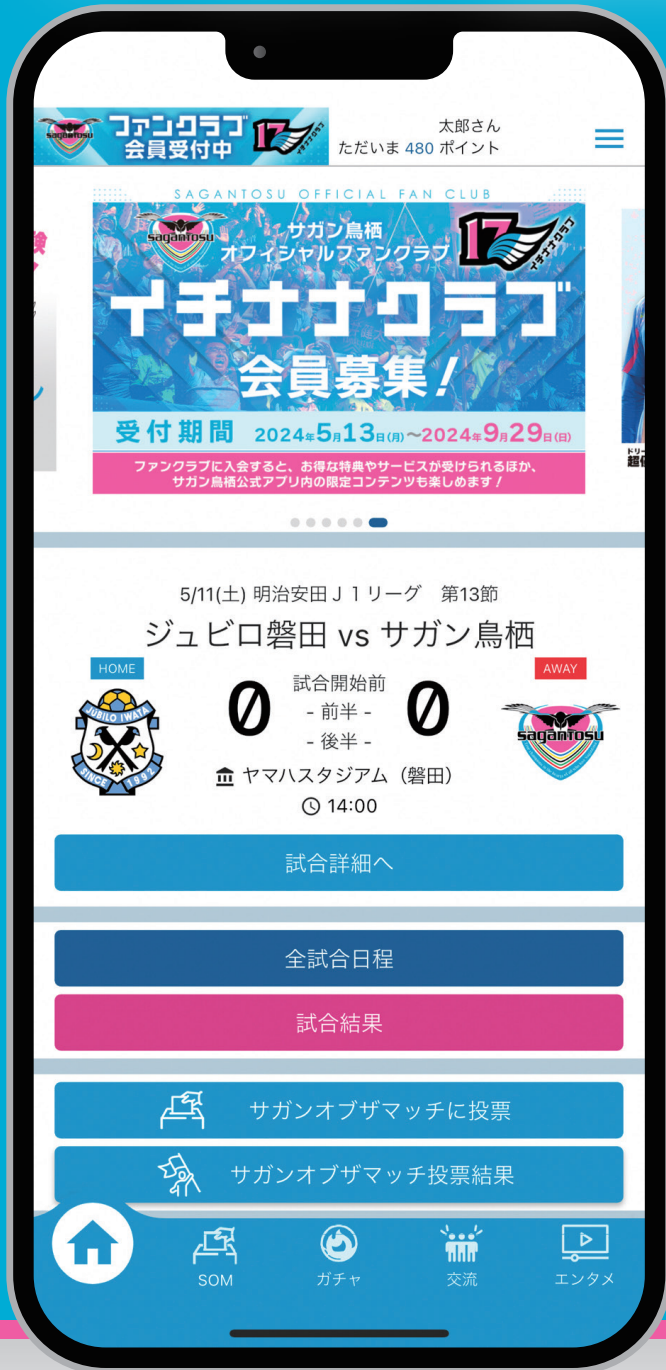 sagantosu
ファンクラブ
会員受付中
17
イチナナクラブ
太郎さん
ただいま 480 ポイント
SAGANTOSU OFFICIAL FAN CLUB
sagantosu
サガン鳥栖
オフィシャルファンクラブ
17
イチナナクラブ
イチナナクラブ
会員募集！
受付期間 2024年5月13日(月)〜2024年9月29日(日)
ファンクラブに入会すると、お得な特典やサービスが受けられるほか、
サガン鳥栖公式アプリ内の限定コンテンツも楽しめます！
5/11(土) 明治安田Ｊ１リーグ　第13節
ジュビロ磐田 vs サガン鳥栖
HOME
AWAY
JUBILO IWATA
SINCE 1992
0
試合開始前
- 前半 -
- 後半 -
0
sagantosu
ヤマハスタジアム（磐田）
14:00
試合詳細へ
全試合日程
試合結果
サガンオブザマッチに投票
サガンオブザマッチ投票結果
SOM
ガチャ
交流
エンタメ